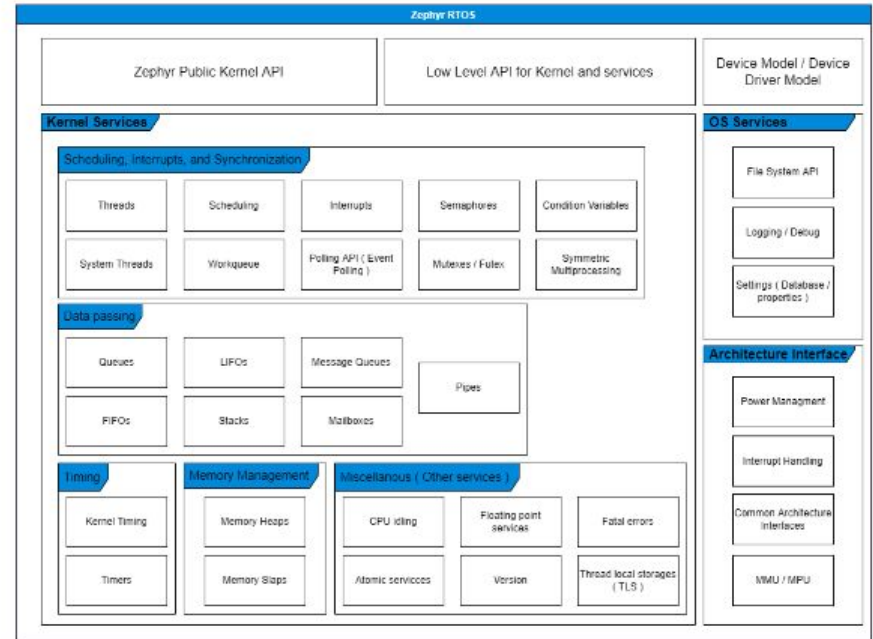 Zephyr RTOS
Zephyr Public Kernel API
Low Level API for Kernel and services
Device Model / Device
Driver Model
Kernel Services
Scheduling, Interrupts, and Synchronization
Threads
Scheduling
Interrupts
Semaphores
Condition Variables
System Threads
Workqueue
Polling API ( Event
Polling )
Mutexes / Futex
Symmetric
Multiprocessing
Data passing
Queues
LIFOs
Message Queues
Pipes
FIFOs
Stacks
Mailboxes
Timing
Kernel Timing
Timers
Memory Management
Memory Heaps
Memory Slaps
Miscellanous ( Other services )
CPU idling
Floating point
services
Fatal errors
Atomic servicces
Version
Thread local storages
( TLS )
OS Services
File System API
Logging / Debug
Settings ( Database /
properties )
Architecture Interface
Power Managment
Interrupt Handling
Common Architecture
Interfaces
MMU / MPU